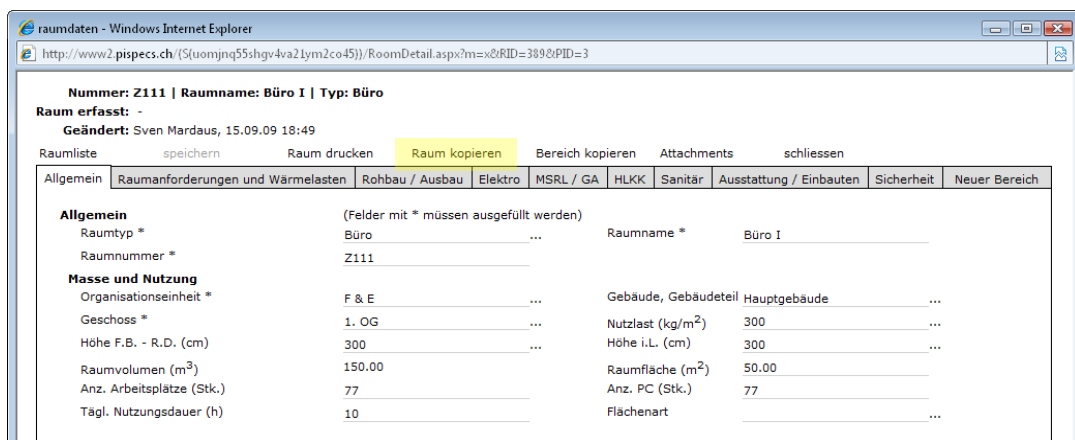 raumdaten - Windows Internet Explorer
http://www2.pispecs.ch/(S(uomjnq55shgv4va21ym2co45))/RoomDetail.aspx?m=x&RID=389&PID=3
Nummer: Z111 | Raumname: Büro I | Typ: Büro
Raum erfasst: -
Geändert: Sven Mardaus, 15.09.09 18:49
Raumliste speichern Raum drucken Raum kopieren Bereich kopieren Attachments schliessen
Allgemein Raumanforderungen und Wärmelasten Rohbau / Ausbau Elektro MSRL / GA HLKK Sanitär Ausstattung / Einbauten Sicherheit Neuer Bereich
Allgemein (Felder mit * müssen ausgefüllt werden)
Raumtyp * Büro ... Raumname * Büro I
Raumnummer * Z111
Masse und Nutzung
Organisationseinheit * F & E ... Gebäude, Gebäudeteil Hauptgebäude ...
Geschoss * 1. OG ... Nutzlast (kg/m²) 300 ...
Höhe F.B. - R.D. (cm) 300 ... Höhe i.L. (cm) 300 ...
Raumvolumen (m³) 150.00 Raumfläche (m²) 50.00
Anz. Arbeitsplätze (Stk.) 77 Anz. PC (Stk.) 77
Tägl. Nutzungsdauer (h) 10 Flächenart ...